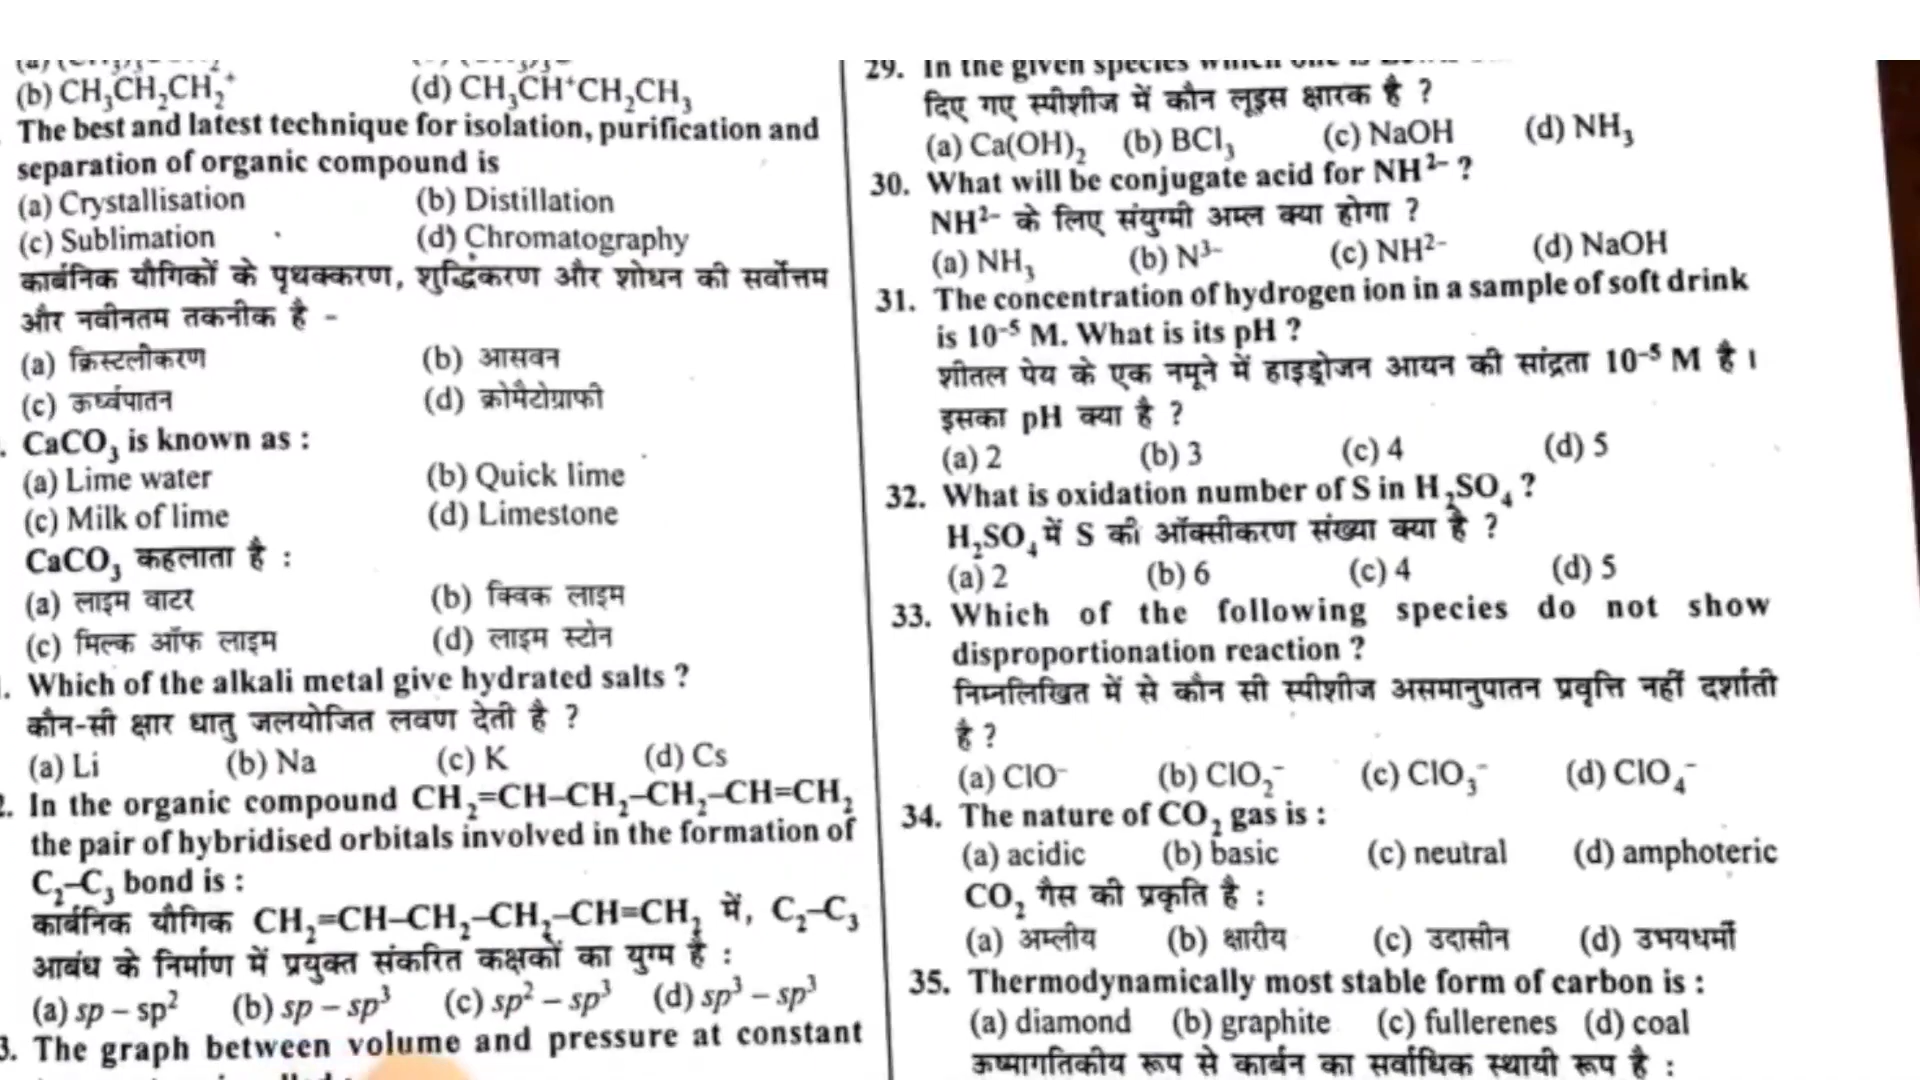 (b) CH₃CH₂CH₂⁺ (d) CH₃CH⁺CH₂CH₃
The best and latest technique for isolation, purification and
separation of organic compound is
(a) Crystallisation (b) Distillation
(c) Sublimation (d) Chromatography
कार्बनिक यौगिकों के पृथक्करण, शुद्धिकरण और शोधन की सर्वोत्तम
और नवीनतम तकनीक है -
(a) क्रिस्टलीकरण (b) आसवन
(c) ऊर्ध्वपातन (d) क्रोमैटोग्राफी
. CaCO₃ is known as :
(a) Lime water (b) Quick lime
(c) Milk of lime (d) Limestone
CaCO₃ कहलाता है :
(a) लाइम वाटर (b) क्विक लाइम
(c) मिल्क ऑफ लाइम (d) लाइम स्टोन
. Which of the alkali metal give hydrated salts ?
कौन-सी क्षार धातु जलयोजित लवण देती है ?
(a) Li (b) Na (c) K (d) Cs
2. In the organic compound CH₂=CH–CH₂–CH₂–CH=CH₂
the pair of hybridised orbitals involved in the formation of
C₂–C₃ bond is :
कार्बनिक यौगिक CH₂=CH–CH₂–CH₂–CH=CH₂ में, C₂–C₃
आबंध के निर्माण में प्रयुक्त संकरित कक्षकों का युग्म है :
(a) sp – sp² (b) sp – sp³ (c) sp² – sp³ (d) sp³ – sp³
3. The graph between volume and pressure at constant
29. In the given species which one is
दिए गए स्पीशीज में कौन लूइस क्षारक है ?
(a) Ca(OH)₂ (b) BCl₃ (c) NaOH (d) NH₃
30. What will be conjugate acid for NH²⁻ ?
NH²⁻ के लिए संयुग्मी अम्ल क्या होगा ?
(a) NH₃ (b) N³⁻ (c) NH²⁻ (d) NaOH
31. The concentration of hydrogen ion in a sample of soft drink
is 10⁻⁵ M. What is its pH ?
शीतल पेय के एक नमूने में हाइड्रोजन आयन की सांद्रता 10⁻⁵ M है ।
इसका pH क्या है ?
(a) 2 (b) 3 (c) 4 (d) 5
32. What is oxidation number of S in H₂SO₄ ?
H₂SO₄ में S की ऑक्सीकरण संख्या क्या है ?
(a) 2 (b) 6 (c) 4 (d) 5
33. Which of the following species do not show
disproportionation reaction ?
निम्नलिखित में से कौन सी स्पीशीज असमानुपातन प्रवृत्ति नहीं दर्शाती
है ?
(a) ClO⁻ (b) ClO₂⁻ (c) ClO₃⁻ (d) ClO₄⁻
34. The nature of CO₂ gas is :
(a) acidic (b) basic (c) neutral (d) amphoteric
CO₂ गैस की प्रकृति है :
(a) अम्लीय (b) क्षारीय (c) उदासीन (d) उभयधर्मी
35. Thermodynamically most stable form of carbon is :
(a) diamond (b) graphite (c) fullerenes (d) coal
ऊष्मागतिकीय रूप से कार्बन का सर्वाधिक स्थायी रूप है :